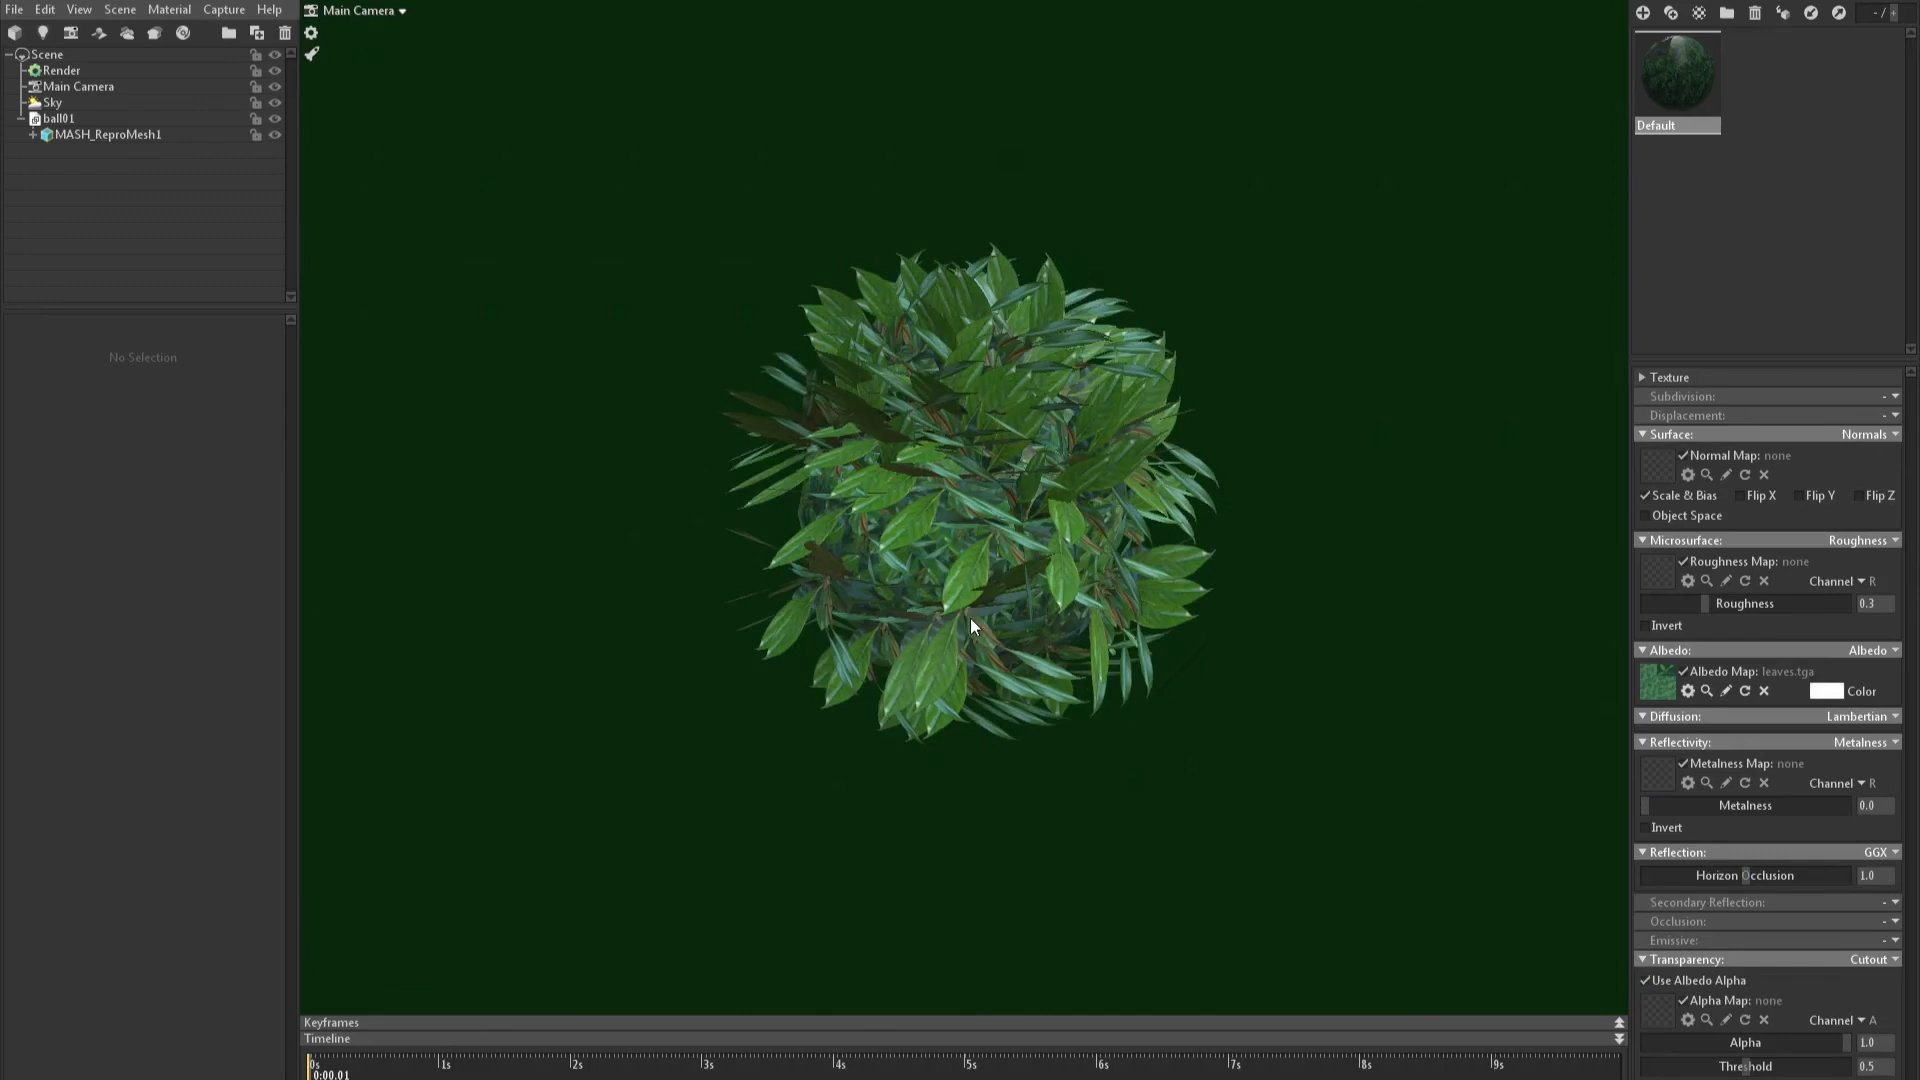 File Edit View Scene Material Capture Help
Main Camera
- /
Scene
Render
Main Camera
Sky
ball01
MASH_ReproMesh1
No Selection
Default
Texture
Subdivision: -
Displacement: -
Surface: Normals
Normal Map: none
Scale & Bias Flip X Flip Y Flip Z
Object Space
Microsurface: Roughness
Roughness Map: none
Channel R
Roughness 0.3
Invert
Albedo: Albedo
Albedo Map: leaves.tga
Color
Diffusion: Lambertian
Reflectivity: Metalness
Metalness Map: none
Channel R
Metalness 0.0
Invert
Reflection: GGX
Horizon Occlusion 1.0
Secondary Reflection: -
Occlusion: -
Emissive: -
Transparency: Cutout
Use Albedo Alpha
Alpha Map: none
Channel A
Alpha 1.0
Threshold 0.5
Keyframes
Timeline
0s 1s 2s 3s 4s 5s 6s 7s 8s 9s
0:00.01